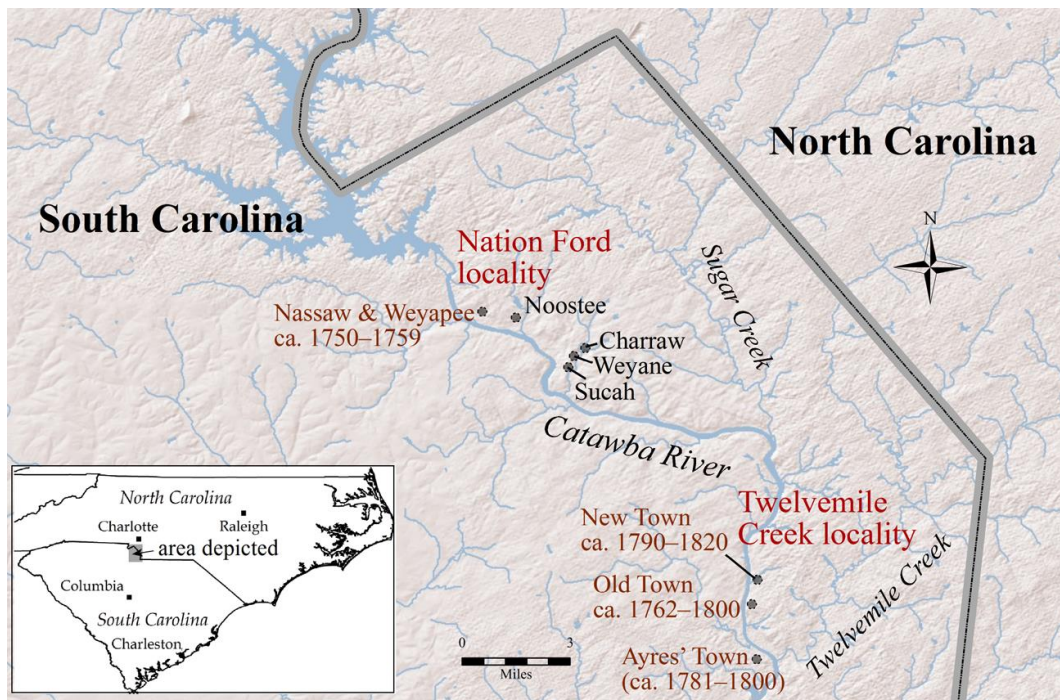 South Carolina
North Carolina
N
Nation Ford
locality
Nassaw & Weyapee
ca. 1750–1759
Noostee
Charraw
Weyane
Sucah
Sugar Creek
Catawba River
Twelvemile
Creek locality
New Town
ca. 1790–1820
Old Town
ca. 1762–1800
Ayres' Town
(ca. 1781–1800)
Twelvemile Creek
0 3
Miles
North Carolina
Charlotte
Raleigh
area depicted
Columbia
South Carolina
Charleston